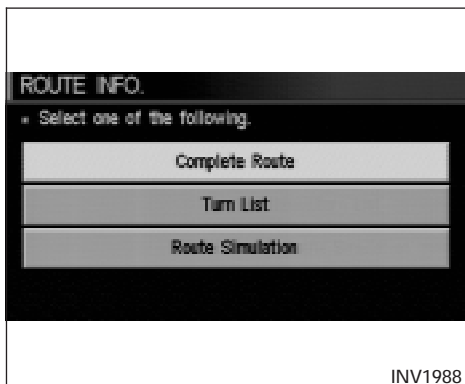 ROUTE INFO.
▪ Select one of the following.
Complete Route
Turn List
Route Simulation
INV1988